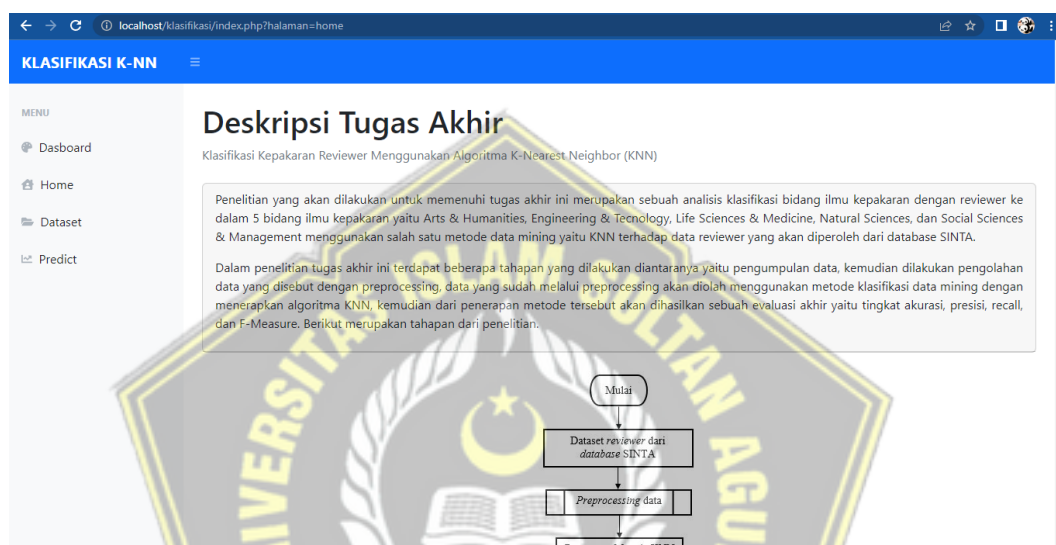 localhost/klasifikasi/index.php?halaman=home
KLASIFIKASI K-NN
MENU
Dasboard
Home
Dataset
Predict
Deskripsi Tugas Akhir
Klasifikasi Kepakaran Reviewer Menggunakan Algoritma K-Nearest Neighbor (KNN)
Penelitian yang akan dilakukan untuk memenuhi tugas akhir ini merupakan sebuah analisis klasifikasi bidang ilmu kepakaran dengan reviewer ke
dalam 5 bidang ilmu kepakaran yaitu Arts & Humanities, Engineering & Tecnology, Life Sciences & Medicine, Natural Sciences, dan Social Sciences
& Management menggunakan salah satu metode data mining yaitu KNN terhadap data reviewer yang akan diperoleh dari database SINTA.
Dalam penelitian tugas akhir ini terdapat beberapa tahapan yang dilakukan diantaranya yaitu pengumpulan data, kemudian dilakukan pengolahan
data yang disebut dengan preprocessing, data yang sudah melalui preprocessing akan diolah menggunakan metode klasifikasi data mining dengan
menerapkan algoritma KNN, kemudian dari penerapan metode tersebut akan dihasilkan sebuah evaluasi akhir yaitu tingkat akurasi, presisi, recall,
dan F-Measure. Berikut merupakan tahapan dari penelitian.
Mulai
Dataset reviewer dari
database SINTA
Preprocessing data
ISLAM SULTAN AGU